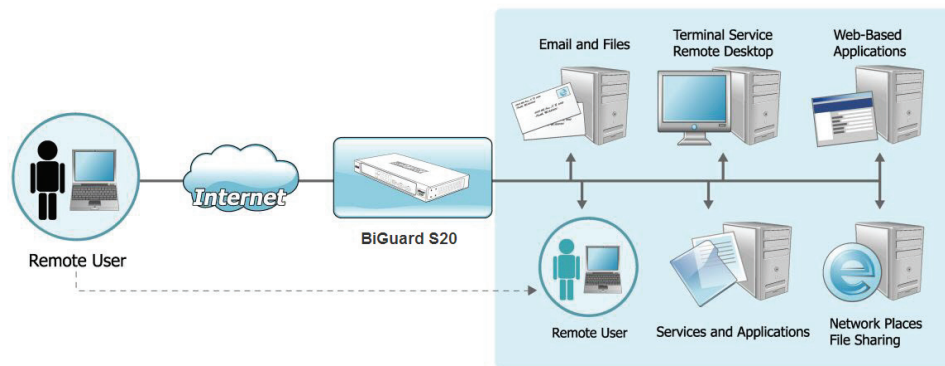 Email and Files
Terminal Service
Remote Desktop
Web-Based
Applications
Internet
BiGuard S20
Remote User
Remote User
Services and Applications
Network Places
File Sharing